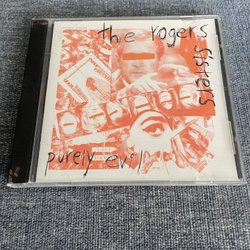 the rogers
sisters
purely evil